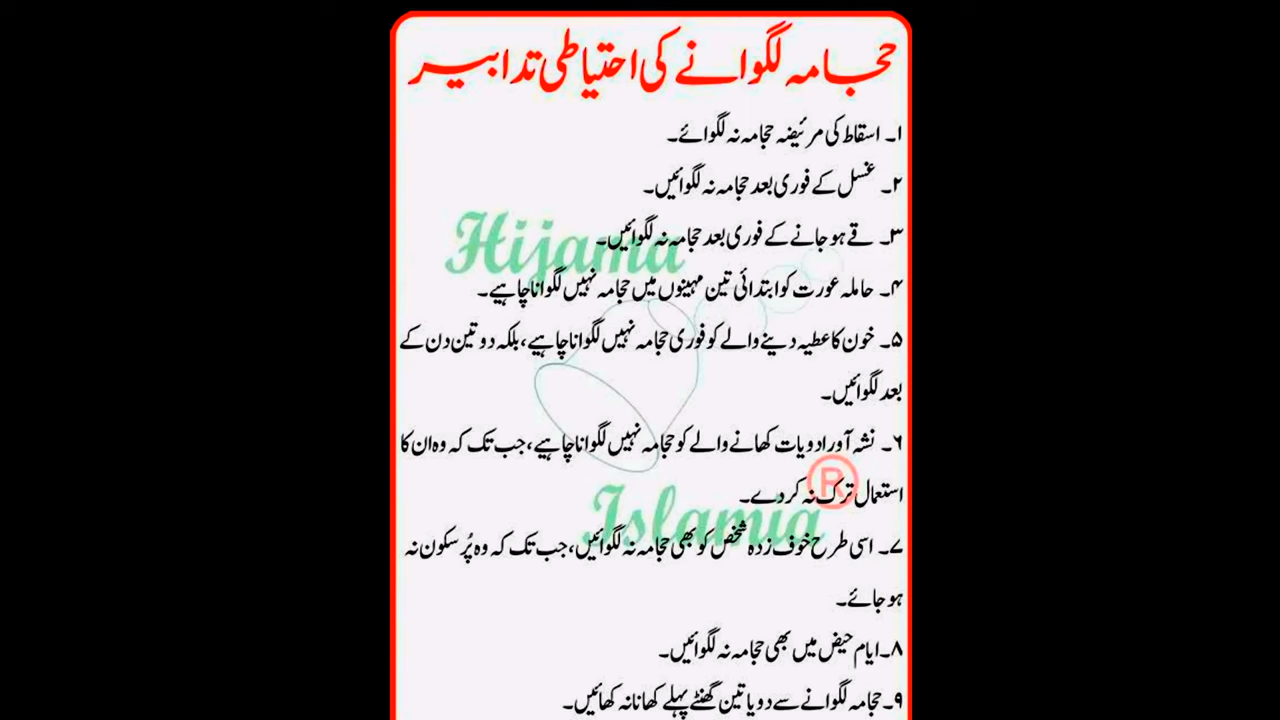 حجامہ لگوانے کی احتیاطی تدابیر
۱۔ اسقاط کی مرئیضہ حجامہ نہ لگوائے۔
۲۔ غسل کے فوری بعد حجامہ نہ لگوائیں۔
۳۔ قے ہو جانے کے فوری بعد حجامہ نہ لگوائیں۔
Hijama
۴۔ حاملہ عورت کو ابتدائی تین مہینوں میں حجامہ نہیں لگوانا چاہیے۔
۵۔ خون کا عطیہ دینے والے کو فوری حجامہ نہیں لگوانا چاہیے، بلکہ دو تین دن کے
بعد لگوائیں۔
۶۔ نشہ آور ادویات کھانے والے کو حجامہ نہیں لگوانا چاہیے، جب تک کہ وہ ان کا
استعمال ترک نہ کر دے۔
®
Islamia
۷۔ اسی طرح خوف زدہ شخص کو بھی حجامہ نہ لگوائیں، جب تک کہ وہ پُر سکون نہ
ہو جائے۔
۸۔ ایام حیض میں بھی حجامہ نہ لگوائیں۔
۹۔ حجامہ لگوانے سے دو یا تین گھنٹے پہلے کھانا نہ کھائیں۔